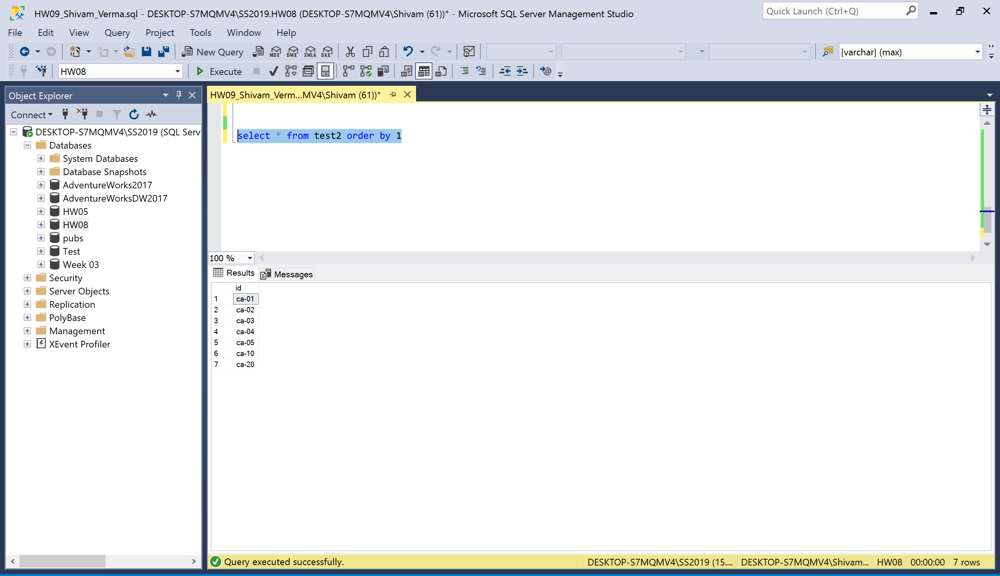 HW09_Shivam_Verma.sql - DESKTOP-S7MQMV4\SS2019.HW08 (DESKTOP-S7MQMV4\Shivam (61))* - Microsoft SQL Server Management Studio
Quick Launch (Ctrl+Q)
File Edit View Query Project Tools Window Help
New Query MDX DMX XMLA DAX [varchar] (max)
HW08 Execute
Object Explorer
HW09_Shivam_Verm...MV4\Shivam (61))*
Connect
DESKTOP-S7MQMV4\SS2019 (SQL Serv
Databases
System Databases
Database Snapshots
AdventureWorks2017
AdventureWorksDW2017
HW05
HW08
pubs
Test
Week 03
Security
Server Objects
Replication
PolyBase
Management
XEvent Profiler
select * from test2 order by 1
100 %
Results Messages
id
1 ca-01
2 ca-02
3 ca-03
4 ca-04
5 ca-05
6 ca-10
7 ca-20
Query executed successfully. DESKTOP-S7MQMV4\SS2019 (15.... DESKTOP-S7MQMV4\Shivam... HW08 00:00:00 7 rows